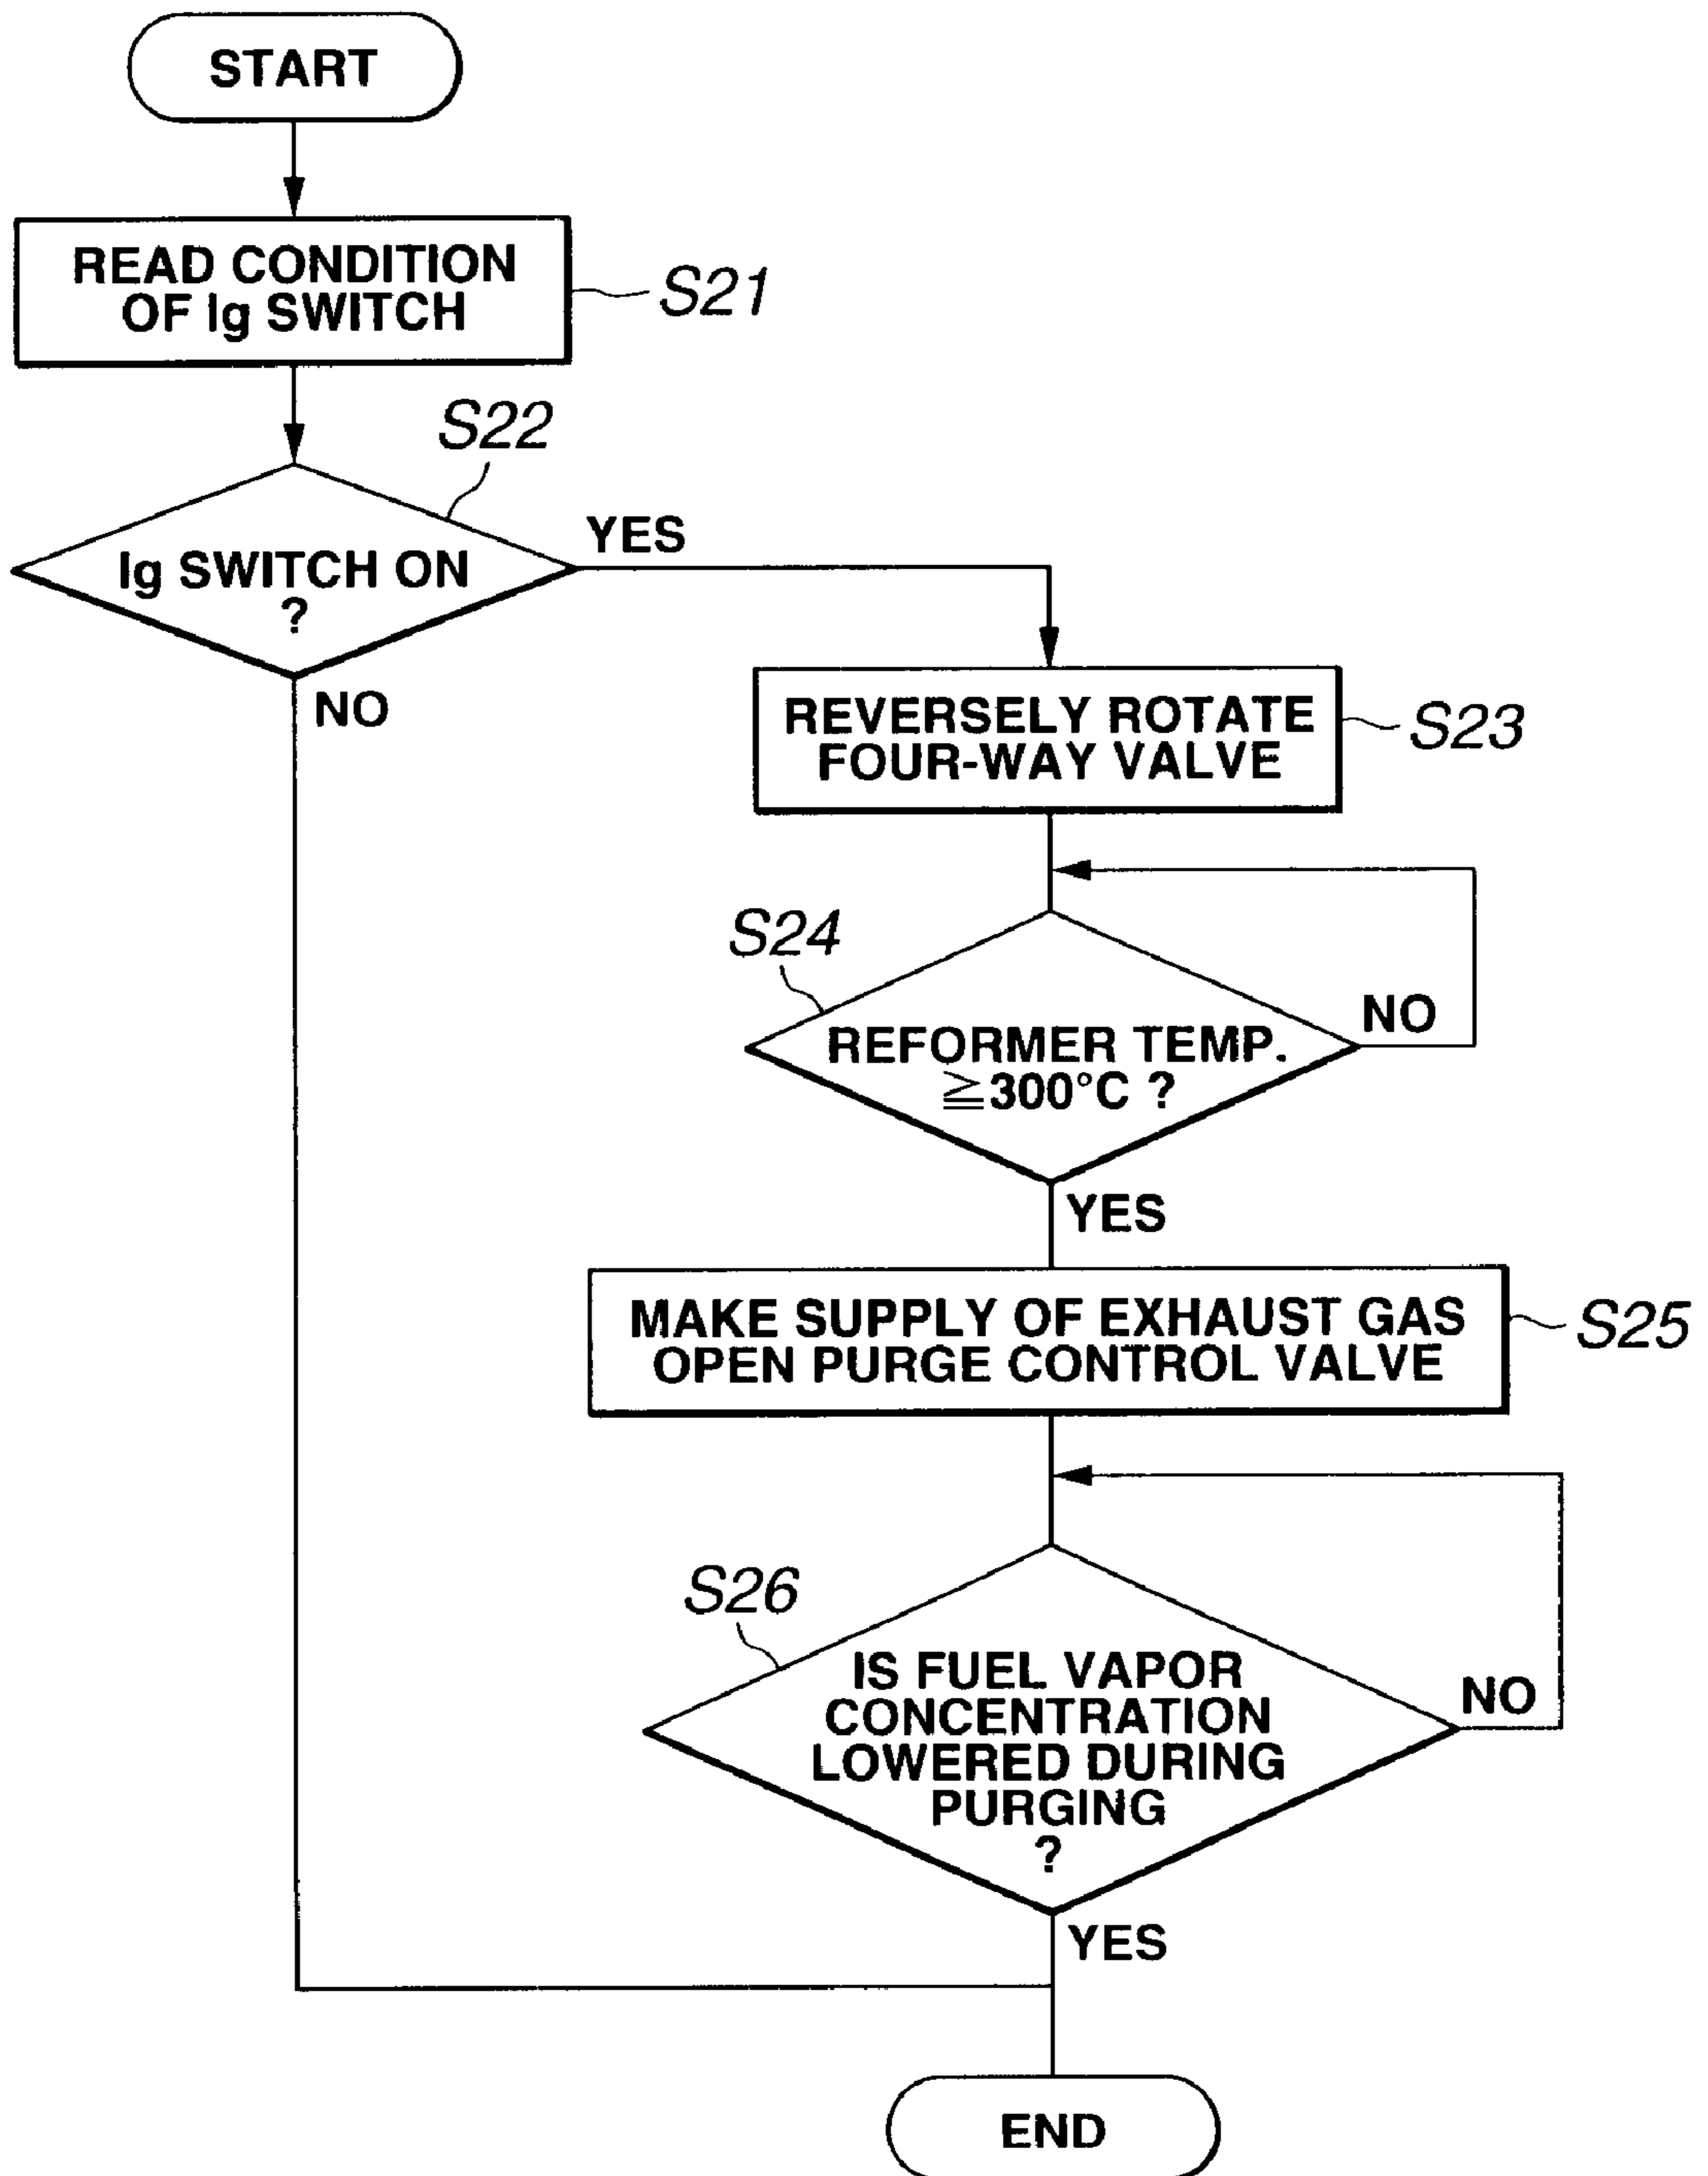 START
READ CONDITION
OF Ig SWITCH
S21
S22
Ig SWITCH ON
?
YES
NO
REVERSELY ROTATE
FOUR-WAY VALVE
S23
S24
REFORMER TEMP.
≧300°C ?
NO
YES
MAKE SUPPLY OF EXHAUST GAS
OPEN PURGE CONTROL VALVE
S25
S26
IS FUEL VAPOR
CONCENTRATION
LOWERED DURING
PURGING
?
NO
YES
END